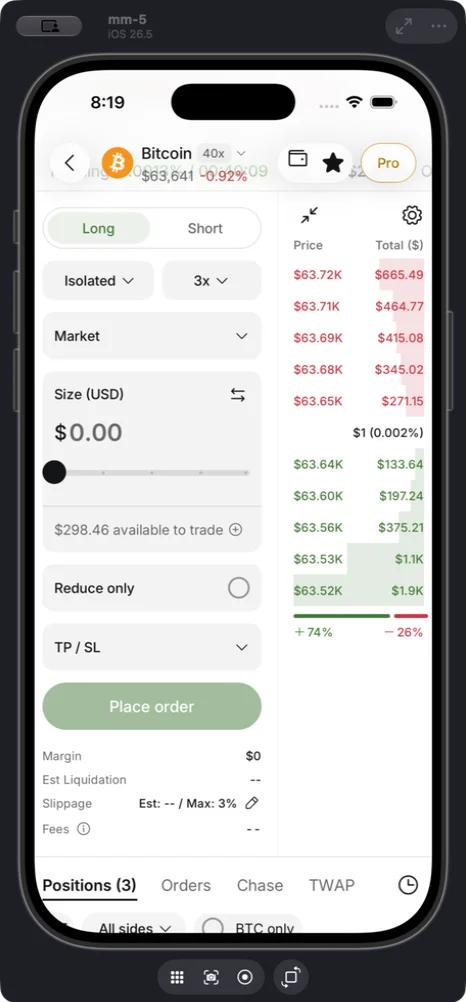 mm-5
iOS 26.5
8:19
Bitcoin 40x
$63,641 -0.92%
Pro
Long
Short
Isolated
3x
Market
Size (USD)
$0.00
$298.46 available to trade
Reduce only
TP / SL
Place order
Margin $0
Est Liquidation --
Slippage Est: -- / Max: 3%
Fees --
Price Total ($)
$63.72K $665.49
$63.71K $464.77
$63.69K $415.08
$63.68K $345.02
$63.65K $271.15
$1 (0.002%)
$63.64K $133.64
$63.60K $197.24
$63.56K $375.21
$63.53K $1.1K
$63.52K $1.9K
+74% −26%
Positions (3) Orders Chase TWAP
All sides BTC only